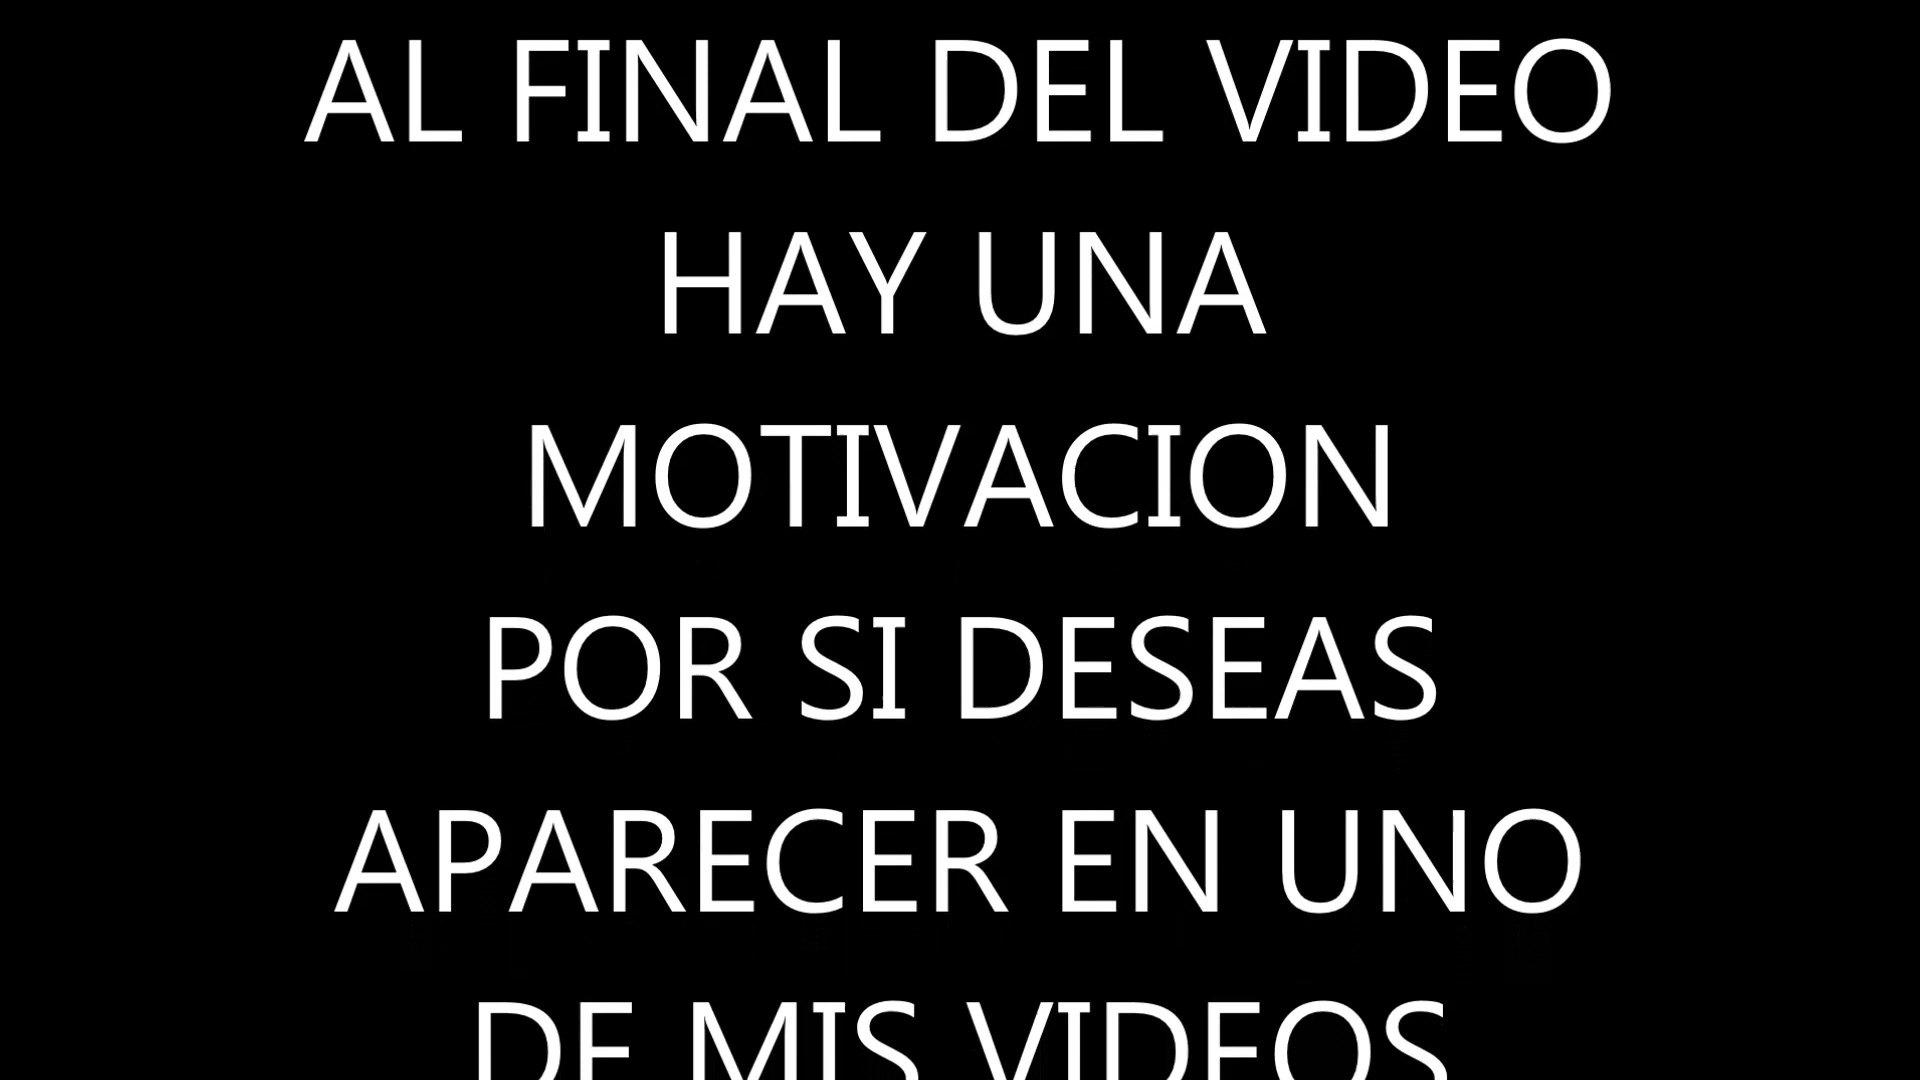 AL FINAL DEL VIDEO
HAY UNA
MOTIVACION
POR SI DESEAS
APARECER EN UNO
DE MIS VIDEOS